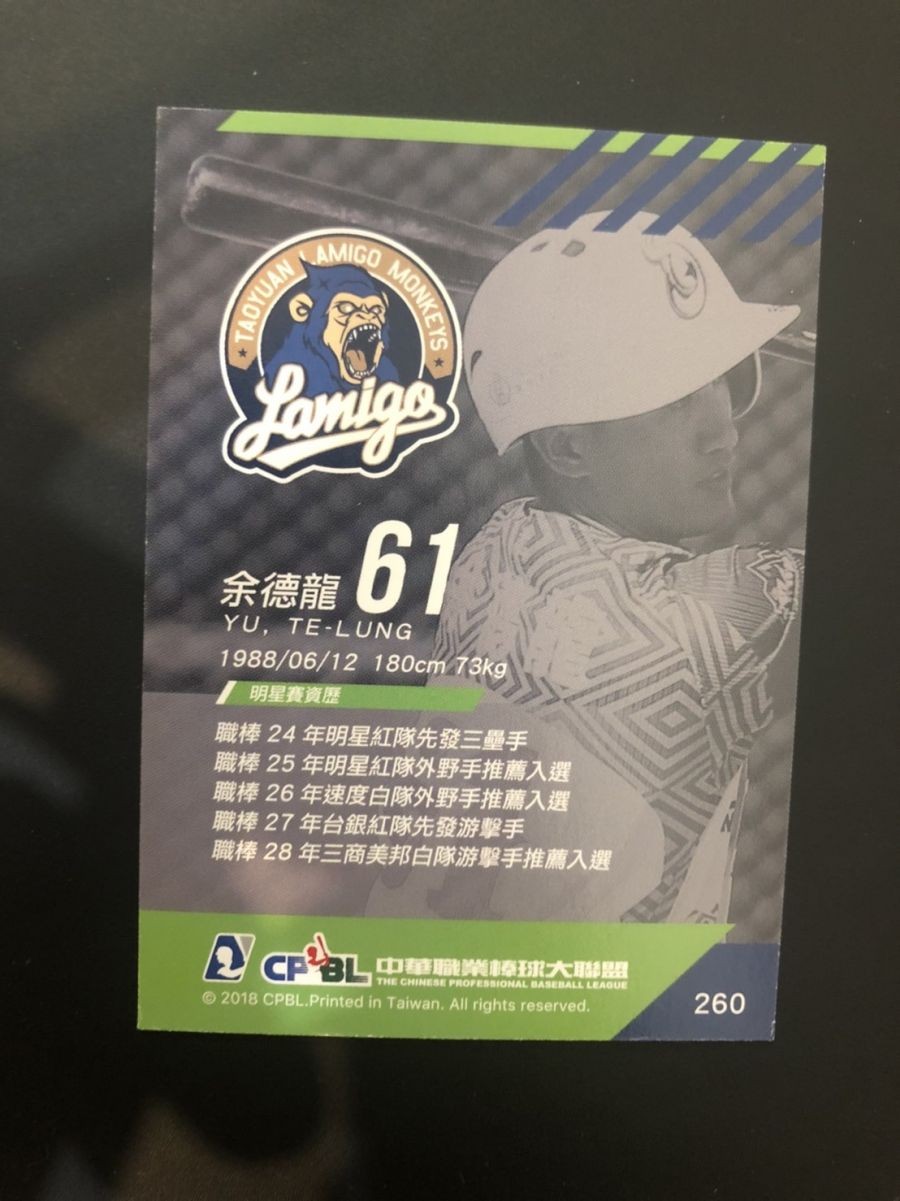 TAOYUAN LAMIGO MONKEYS
Lamigo
余德龍 61
YU, TE-LUNG
1988/06/12 180cm 73kg
明星賽資歷
職棒 24 年明星紅隊先發三壘手
職棒 25 年明星紅隊外野手推薦入選
職棒 26 年速度白隊外野手推薦入選
職棒 27 年台銀紅隊先發游擊手
職棒 28 年三商美邦白隊游擊手推薦入選
CPBL 中華職業棒球大聯盟
THE CHINESE PROFESSIONAL BASEBALL LEAGUE
© 2018 CPBL.Printed in Taiwan. All rights reserved.
260